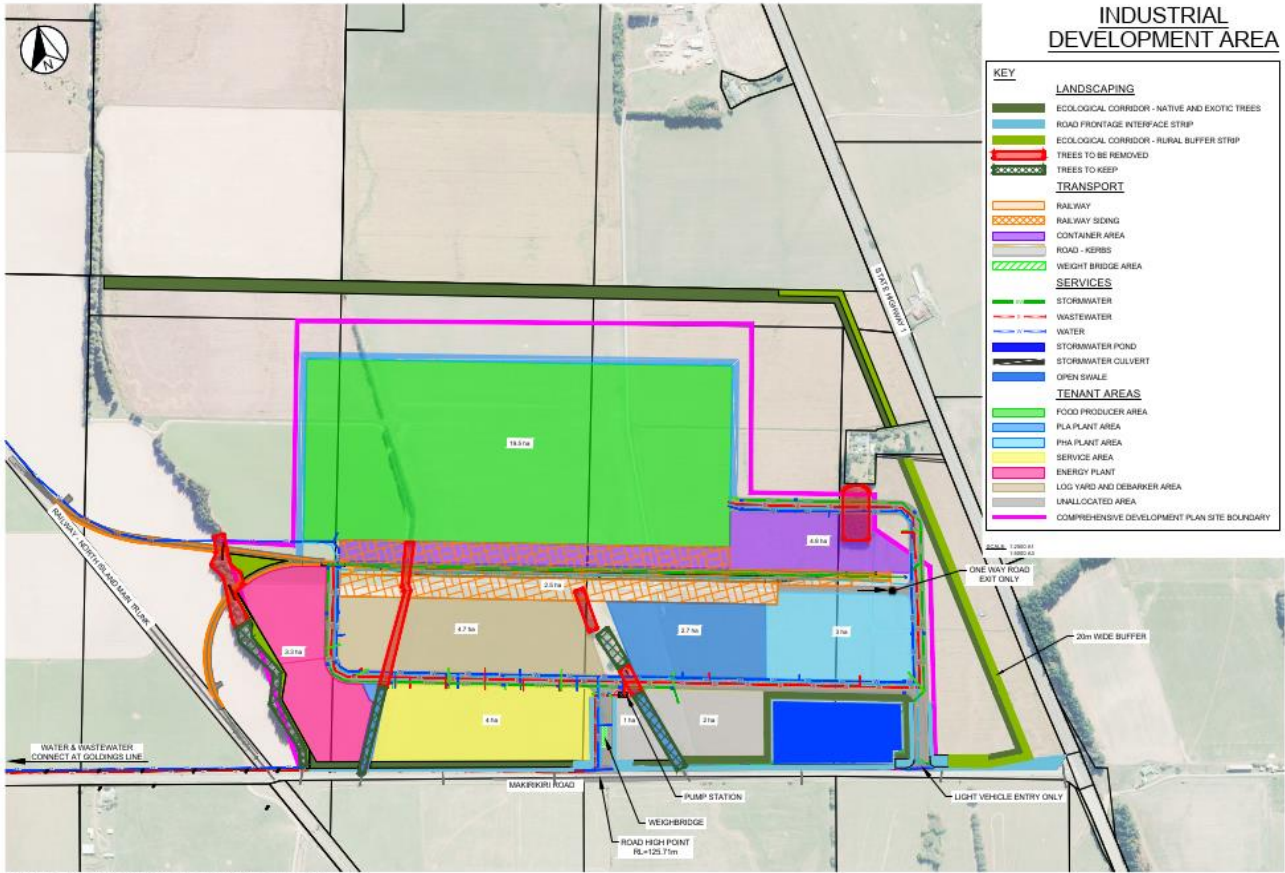 INDUSTRIAL
DEVELOPMENT AREA
N
KEY
LANDSCAPING
ECOLOGICAL CORRIDOR - NATIVE AND EXOTIC TREES
ROAD FRONTAGE INTERFACE STRIP
ECOLOGICAL CORRIDOR - RURAL BUFFER STRIP
TREES TO BE REMOVED
TREES TO KEEP
TRANSPORT
RAILWAY
RAILWAY SIDING
CONTAINER AREA
ROAD - KERBS
WEIGHT BRIDGE AREA
SERVICES
STORMWATER
WASTEWATER
WATER
STORMWATER POND
STORMWATER CULVERT
OPEN SWALE
TENANT AREAS
FOOD PRODUCER AREA
PLA PLANT AREA
PHA PLANT AREA
SERVICE AREA
ENERGY PLANT
LOG YARD AND DEBARKER AREA
UNALLOCATED AREA
COMPREHENSIVE DEVELOPMENT PLAN SITE BOUNDARY
SCALE
STATE HIGHWAY 1
RAILWAY - NORTH ISLAND MAIN TRUNK
4.8 ha
ONE WAY ROAD
EXIT ONLY
4.7 ha
3 ha
20m WIDE BUFFER
3.3 ha
4 ha
1 ha
2 ha
WATER & WASTEWATER
CONNECT AT GOLDINGS LINE
MAKIRIKIRI ROAD
PUMP STATION
LIGHT VEHICLE ENTRY ONLY
WEIGHBRIDGE
ROAD HIGH POINT
RL=125.71m